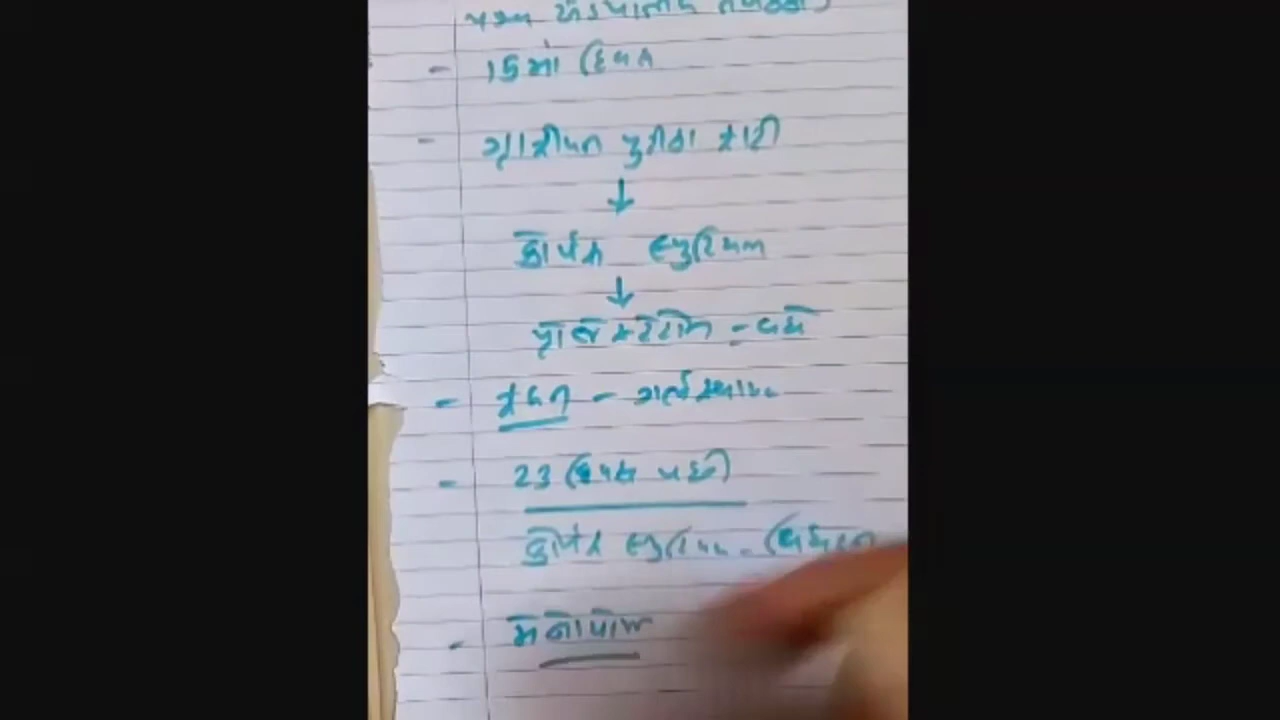 - 15માં દિવસ
- ગ્રાફીયન પુટીકા ફાટી
↓
કોર્પસ લ્યુટિયમ
↓
પ્રોજેસ્ટેરોન - વધે
- ફલન - ગર્ભસ્થાપન
- 23 દિવસ પછી
કોર્પસ લ્યુટિયમ -
- મેનોપોઝ